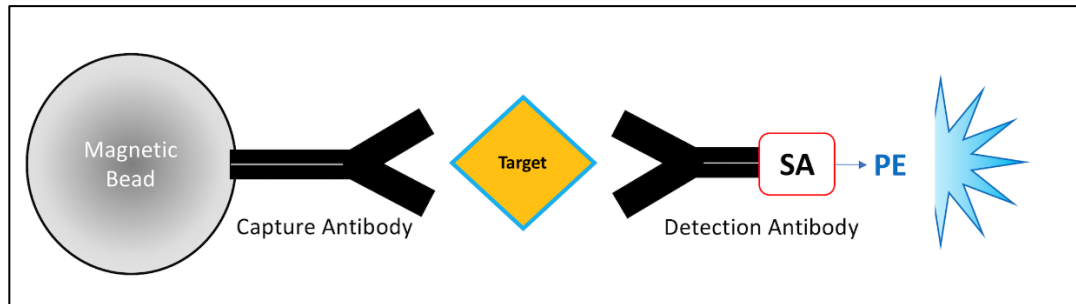 Magnetic
Bead
Capture Antibody
Target
Detection Antibody
SA
PE